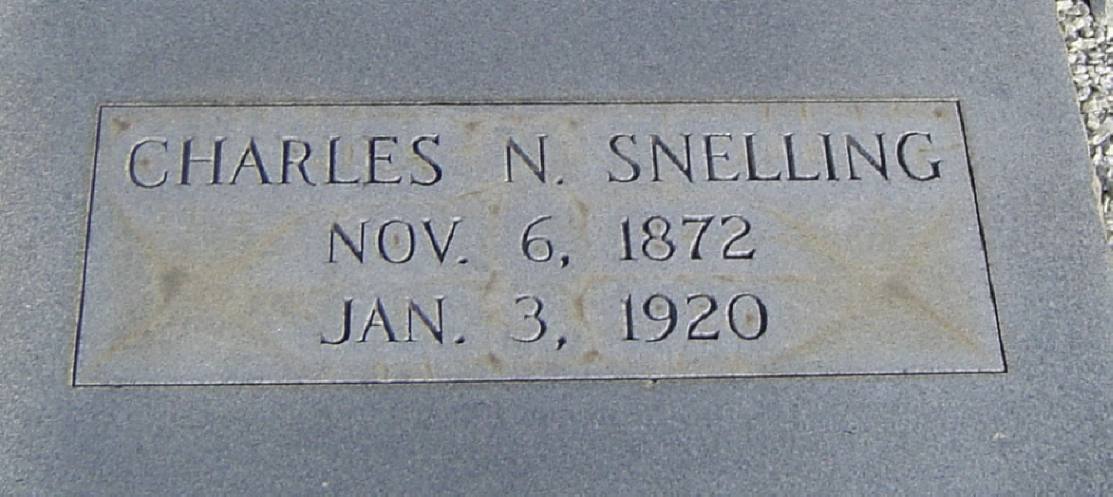 CHARLES N. SNELLING
NOV. 6, 1872
JAN. 3, 1920